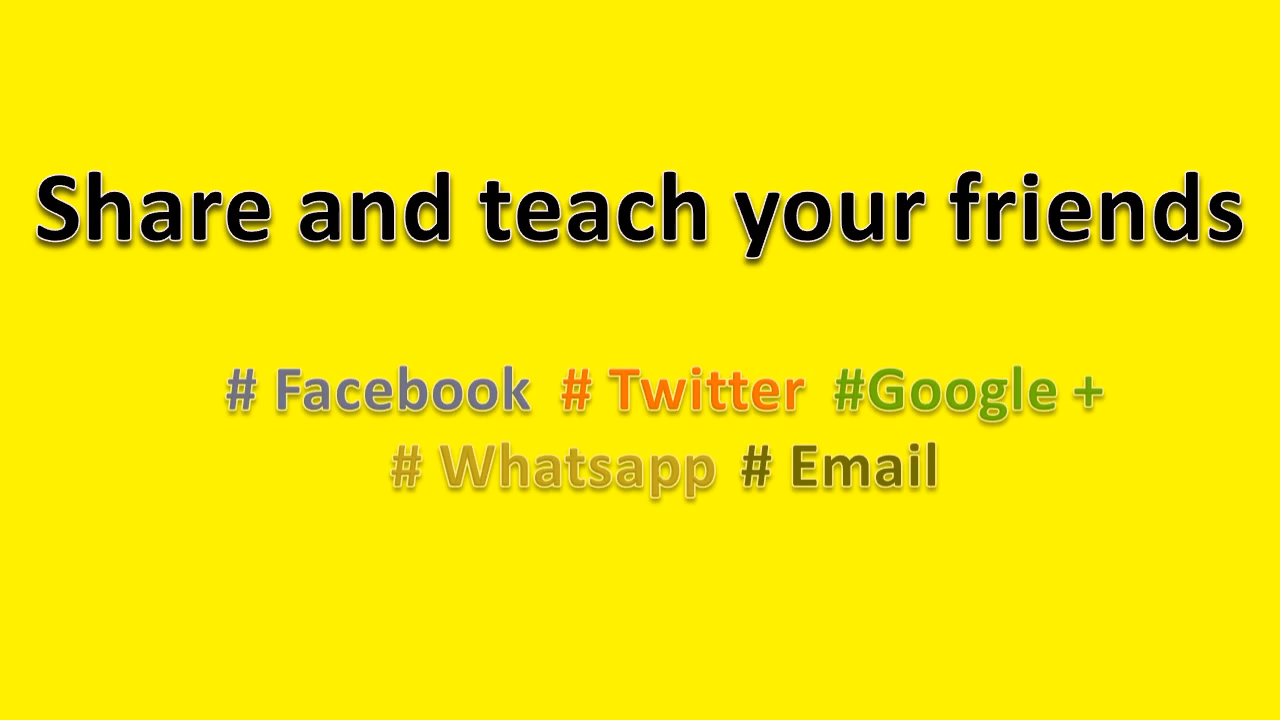 Share and teach your friends
# Facebook # Twitter #Google +
# Whatsapp # Email